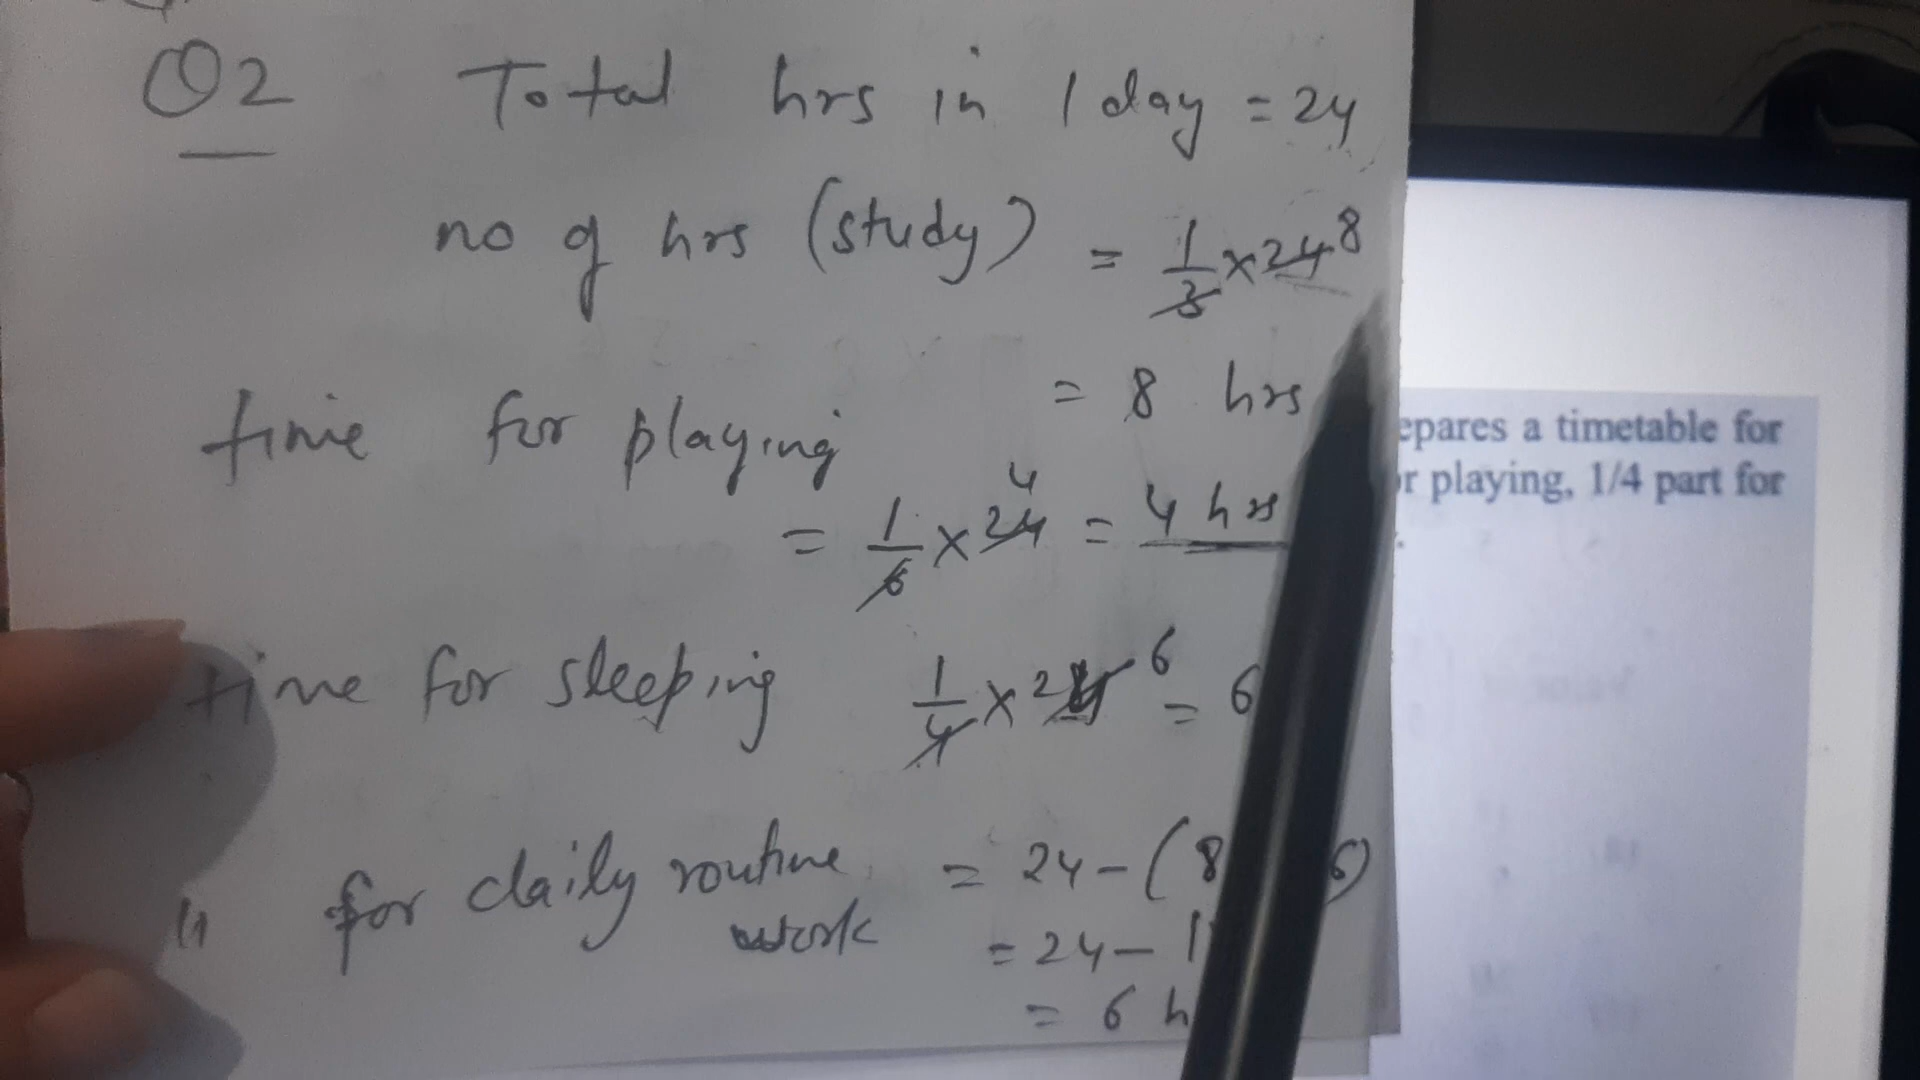 Q2 Total hrs in 1 day = 24
no of hrs (study) = 1/3 x 24 8
= 8 hrs
time for playing
= 1/6 x 24 4 = 4 hrs
time for sleeping 1/4 x 24 6 = 6
" for daily routine work = 24 - (8 6)
= 24 - 1
= 6 h
epares a timetable for
r playing, 1/4 part for